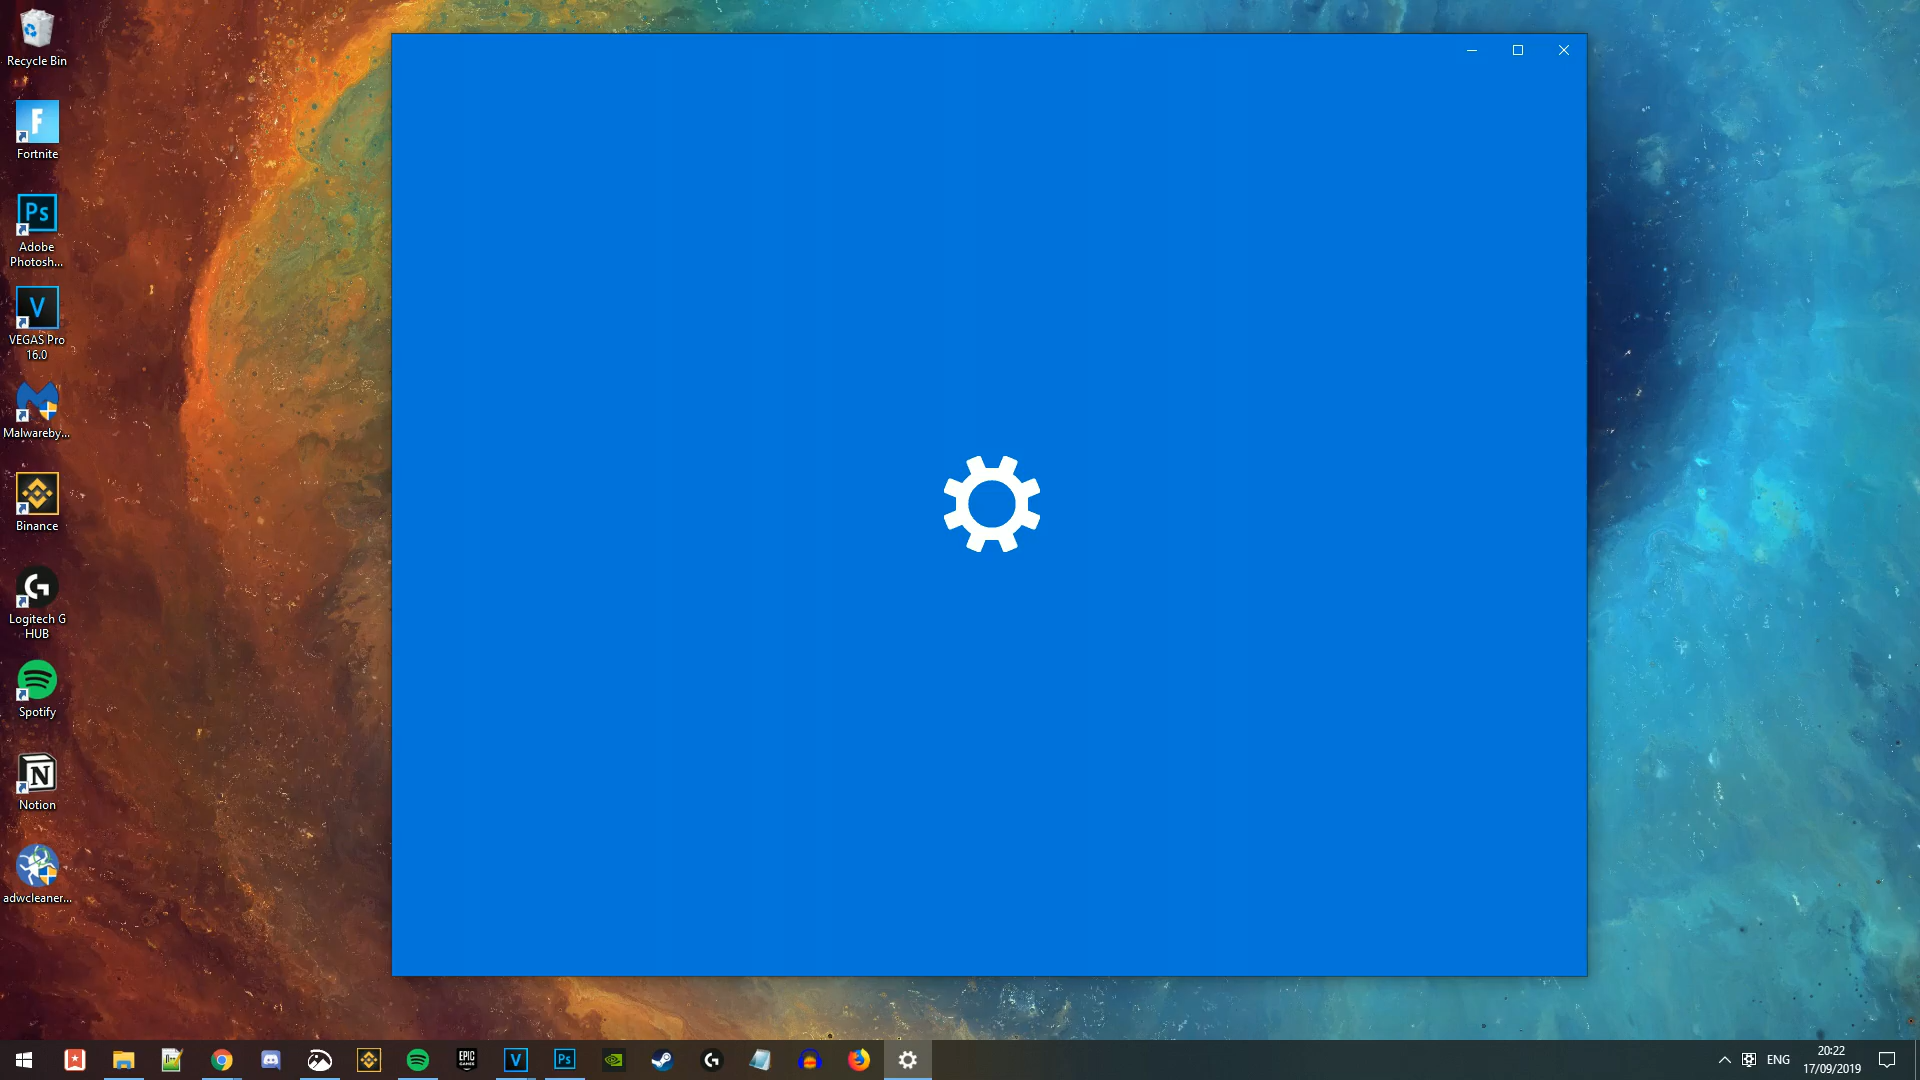 Recycle Bin
F
Fortnite
Ps
Adobe
Photosh...
V
VEGAS Pro
16.0
Malwareby...
Binance
Logitech G
HUB
Spotify
N
Notion
adwcleaner...
EPIC
GAMES
V
Ps
ENG
20:22
17/09/2019